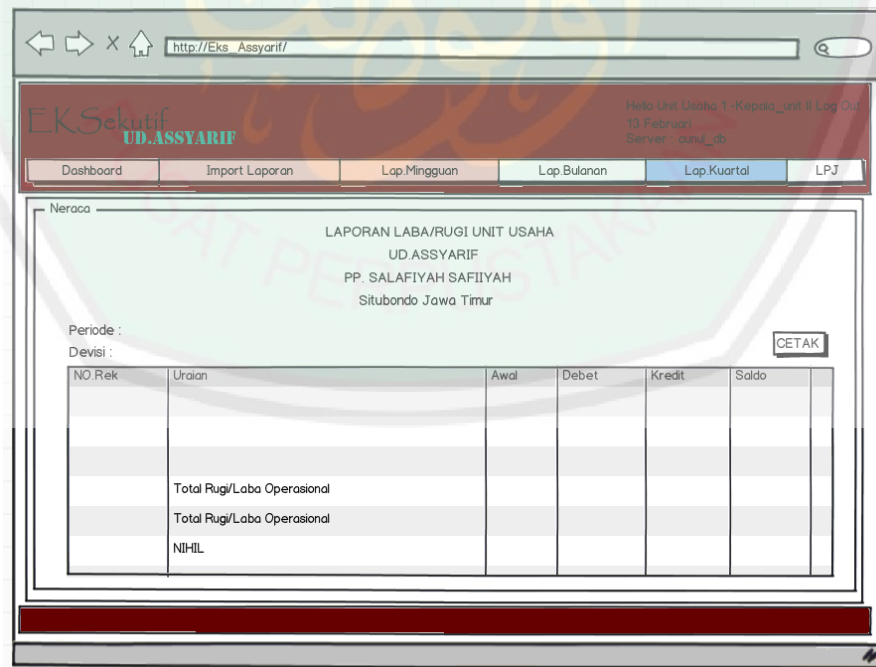 http://Eks_Assyarif/
EKSekutif
UD.ASSYARIF
Hello Unit Usaha 1 -Kepala_unit II Log Out
13 Februari
Server :
Dashboard Import Laporan Lap.Mingguan Lap.Bulanan Lap.Kuartal LPJ
Neraca
LAPORAN LABA/RUGI UNIT USAHA
UD.ASSYARIF
PP. SALAFIYAH SAFIIYAH
Situbondo Jawa Timur
Periode :
Devisi :
CETAK
NO.Rek Uraian Awal Debet Kredit Saldo
Total Rugi/Laba Operasional
Total Rugi/Laba Operasional
NIHIL
AT PERPUSTAKAAN